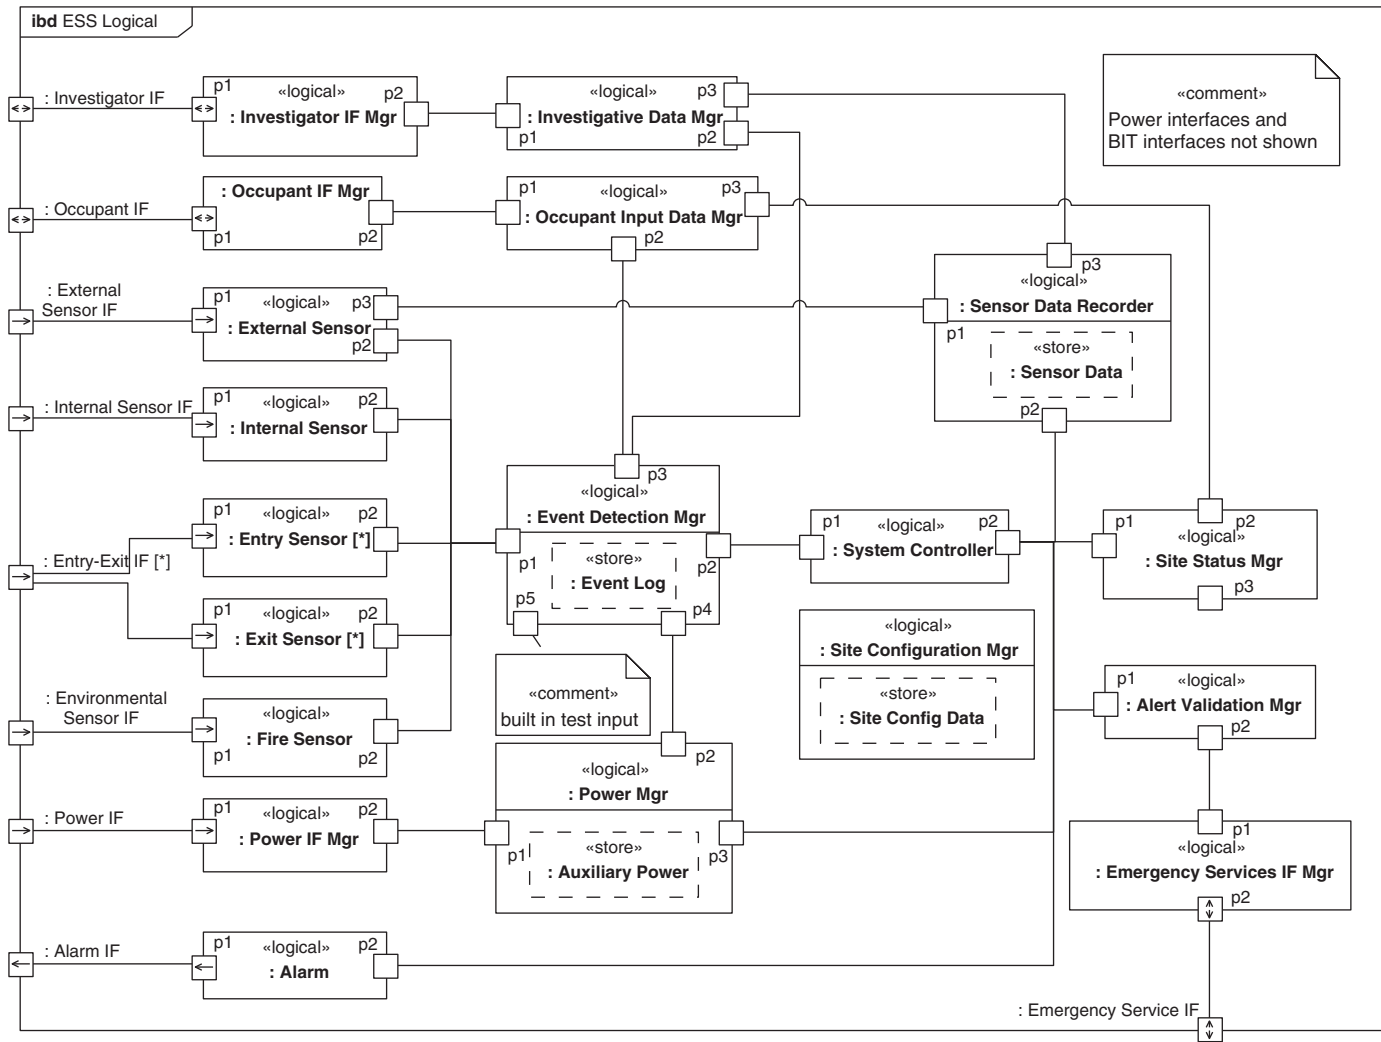 ibd ESS Logical
: Investigator IF
p1
«logical»
p2
: Investigator IF Mgr
«logical»
p3
: Investigative Data Mgr
p1
p2
«comment»
Power interfaces and
BIT interfaces not shown
: Occupant IF
: Occupant IF Mgr
p1
p2
p1
«logical»
p3
: Occupant Input Data Mgr
p2
: External
Sensor IF
p1
«logical»
p3
: External Sensor
p2
p3
«logical»
: Sensor Data Recorder
p1
«store»
: Sensor Data
p2
: Internal Sensor IF
p1
«logical»
p2
: Internal Sensor
p3
«logical»
: Event Detection Mgr
p1
«store»
: Event Log
p2
p5
p4
: Entry-Exit IF [*]
p1
«logical»
p2
: Entry Sensor [*]
p1
«logical»
p2
: Exit Sensor [*]
p1
«logical»
p2
: System Controller
p1
p2
«logical»
: Site Status Mgr
p3
«logical»
: Site Configuration Mgr
«store»
: Site Config Data
«comment»
built in test input
: Environmental
Sensor IF
«logical»
: Fire Sensor
p1
p2
p1
«logical»
: Alert Validation Mgr
p2
p2
«logical»
: Power Mgr
p1
«store»
p3
: Auxiliary Power
: Power IF
p1
«logical»
p2
: Power IF Mgr
p1
«logical»
: Emergency Services IF Mgr
p2
: Alarm IF
p1
«logical»
p2
: Alarm
: Emergency Service IF